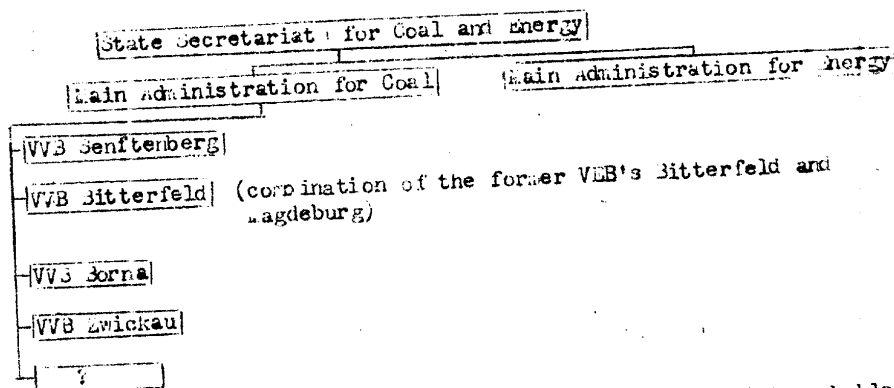 State Secretariat for Coal and Energy
Main Administration for Coal
Main Administration for Energy
VVB Senftenberg
VVB Bitterfeld (combination of the former VEB's Bitterfeld and
Magdeburg)
VVB Borna
VVB Zwickau
?